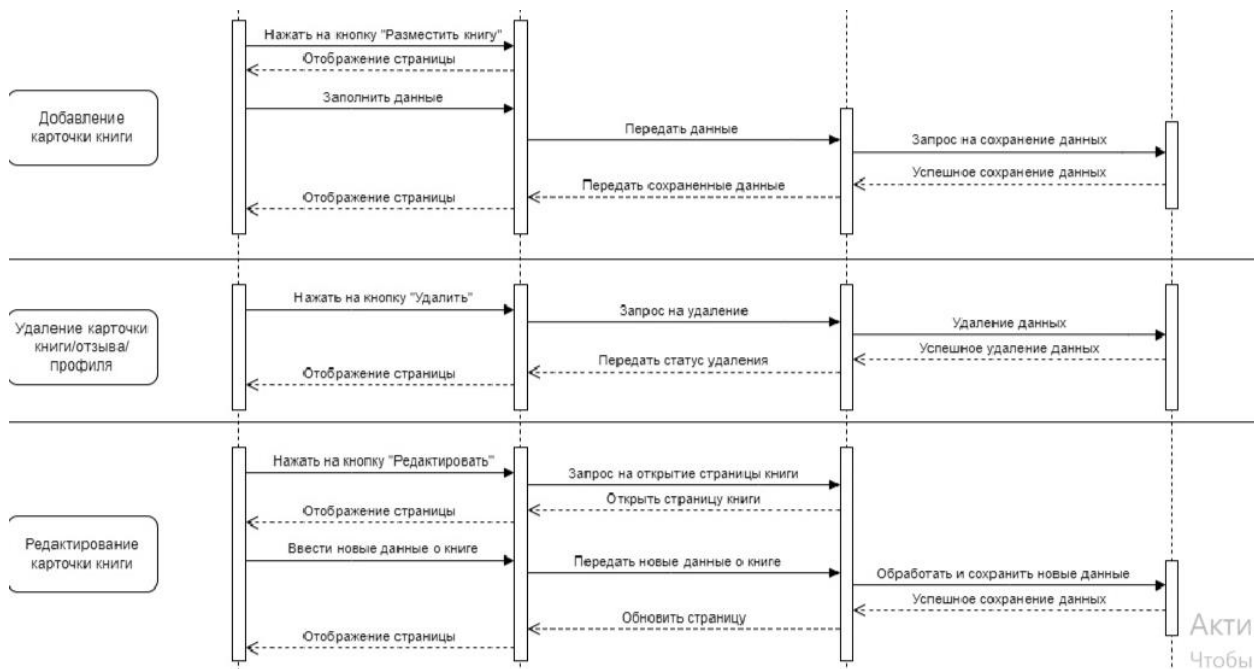 Нажать на кнопку "Разместить книгу"
Отображение страницы
Заполнить данные
Добавление
карточки книги
Передать данные
Запрос на сохранение данных
Успешное сохранение данных
Передать сохраненные данные
Отображение страницы
Нажать на кнопку "Удалить"
Запрос на удаление
Удаление данных
Удаление карточки
книги/отзыва/
профиля
Успешное удаление данных
Передать статус удаления
Отображение страницы
Нажать на кнопку "Редактировать"
Запрос на открытие страницы книги
Открыть страницу книги
Отображение страницы
Редактирование
карточки книги
Ввести новые данные о книге
Передать новые данные о книге
Обработать и сохранить новые данные
Успешное сохранение данных
Обновить страницу
Отображение страницы
Акти
Чтобы